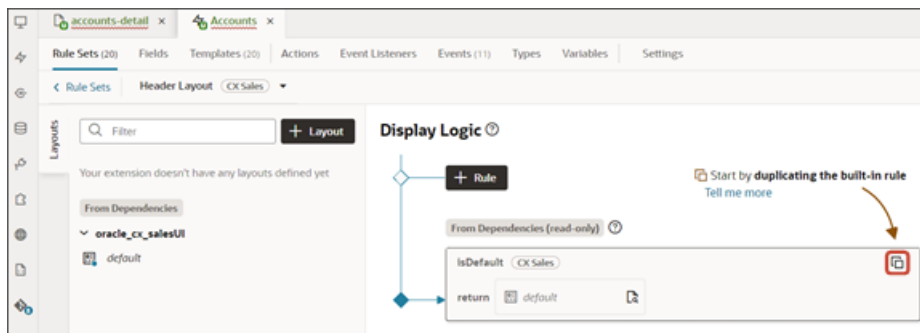 accounts-detail × Accounts ×
Rule Sets (20) Fields Templates (20) Actions Event Listeners Events (11) Types Variables Settings
< Rule Sets Header Layout CX Sales
Layouts
Filter
+ Layout
Your extension doesn't have any layouts defined yet
From Dependencies
oracle_cx_salesUI
default
Display Logic ?
+ Rule
Start by duplicating the built-in rule
Tell me more
From Dependencies (read-only) ?
isDefault CX Sales
return default